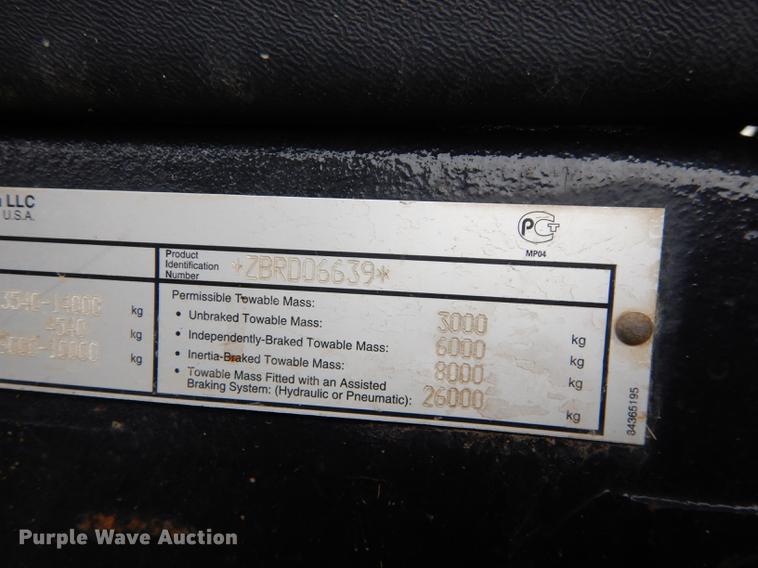 LLC
U.S.A.
PG
MP04
Product
Identification
Number
*ZBRD06639*
kg
kg
kg
Permissible Towable Mass:
• Unbraked Towable Mass: 3000 kg
• Independently-Braked Towable Mass: 6000 kg
• Inertia-Braked Towable Mass: 8000 kg
• Towable Mass Fitted with an Assisted
Braking System: (Hydraulic or Pneumatic): 26000 kg
84365195
Purple Wave Auction